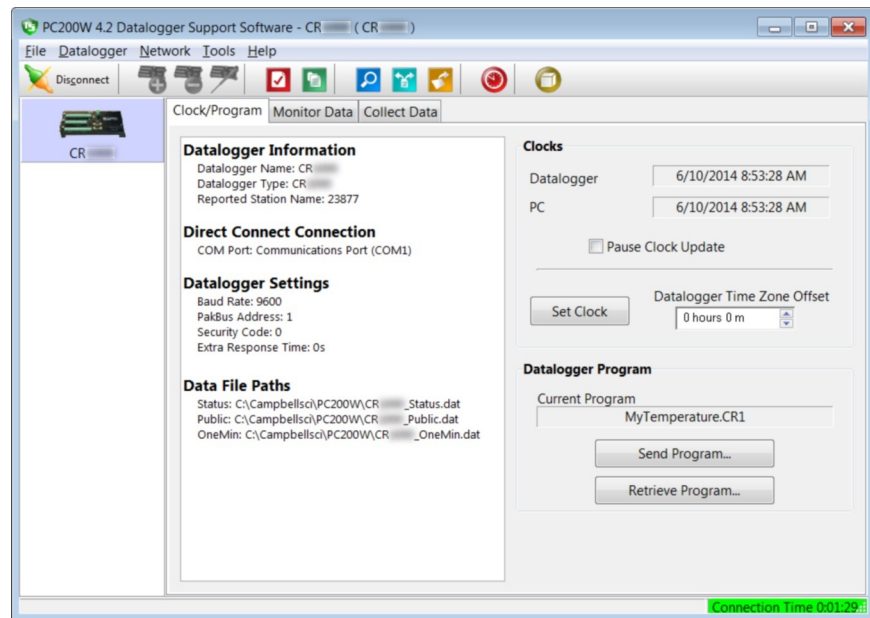 PC200W 4.2 Datalogger Support Software - CR ( CR )
File Datalogger Network Tools Help
Disconnect
Clock/Program Monitor Data Collect Data
CR
Datalogger Information
Datalogger Name: CR
Datalogger Type: CR
Reported Station Name: 23877
Direct Connect Connection
COM Port: Communications Port (COM1)
Datalogger Settings
Baud Rate: 9600
PakBus Address: 1
Security Code: 0
Extra Response Time: 0s
Data File Paths
Status: C:\Campbellsci\PC200W\CR _Status.dat
Public: C:\Campbellsci\PC200W\CR _Public.dat
OneMin: C:\Campbellsci\PC200W\CR _OneMin.dat
Clocks
Datalogger 6/10/2014 8:53:28 AM
PC 6/10/2014 8:53:28 AM
Pause Clock Update
Set Clock
Datalogger Time Zone Offset
0 hours 0 m
Datalogger Program
Current Program
MyTemperature.CR1
Send Program...
Retrieve Program...
Connection Time 0:01:29